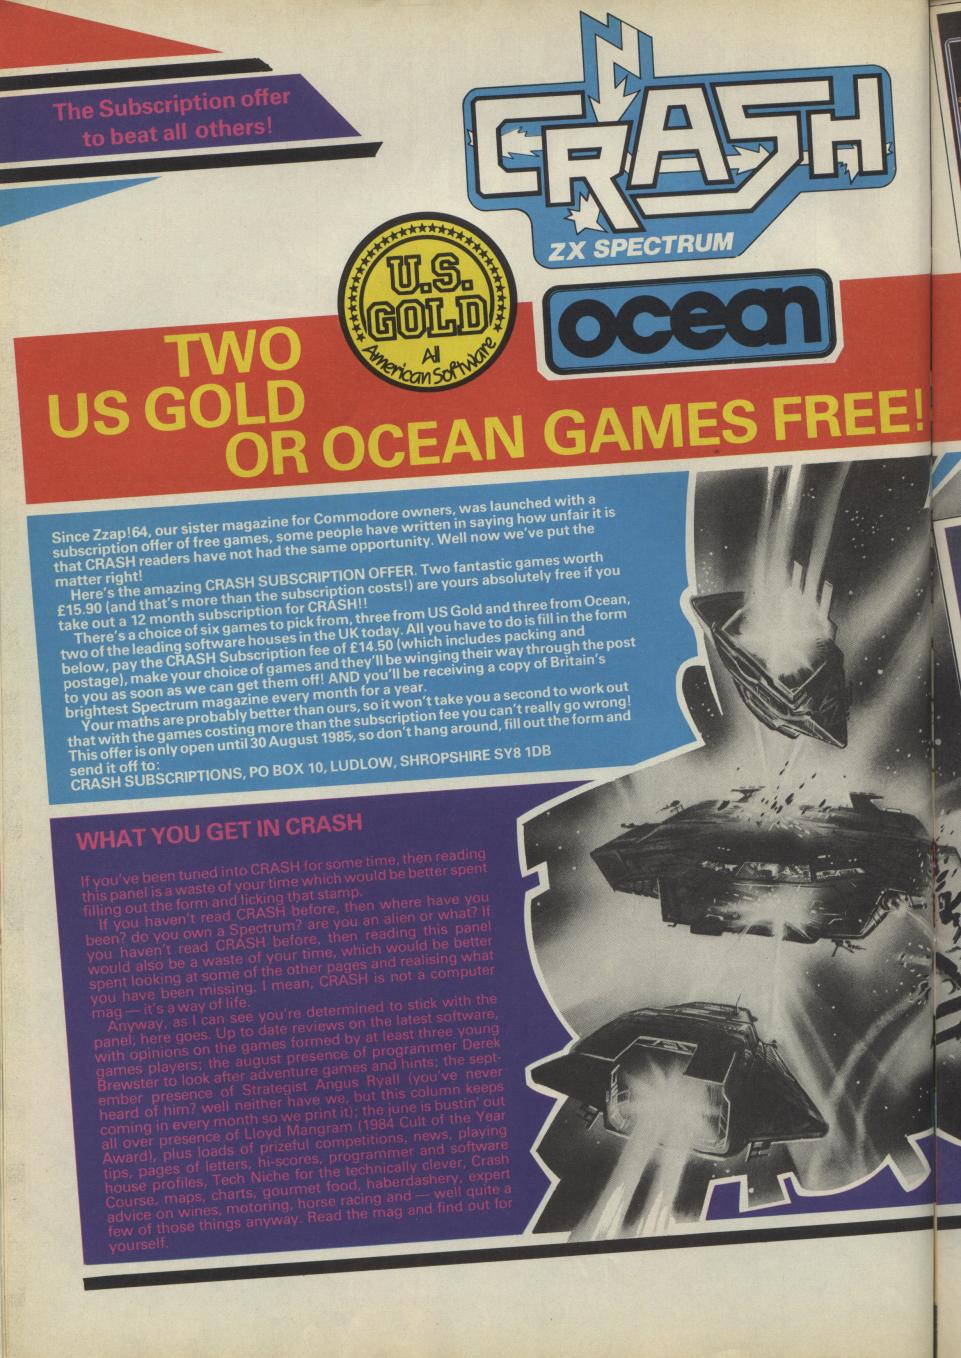 The Subscription offer
to beat all others!
CRASH
ZX SPECTRUM
U.S.
GOLD
All
American Software
ocean
TWO
US GOLD
OR OCEAN GAMES FREE!
Since Zzap!64, our sister magazine for Commodore owners, was launched with a
subscription offer of free games, some people have written in saying how unfair it is
that CRASH readers have not had the same opportunity. Well now we've put the
matter right!
Here's the amazing CRASH SUBSCRIPTION OFFER. Two fantastic games worth
£15.90 (and that's more than the subscription costs!) are yours absolutely free if you
take out a 12 month subscription for CRASH!!
There's a choice of six games to pick from, three from US Gold and three from Ocean,
two of the leading software houses in the UK today. All you have to do is fill in the form
below, pay the CRASH Subscription fee of £14.50 (which includes packing and
postage), make your choice of games and they'll be winging their way through the post
to you as soon as we can get them off! AND you'll be receiving a copy of Britain's
brightest Spectrum magazine every month for a year.
Your maths are probably better than ours, so it won't take you a second to work out
that with the games costing more than the subscription fee you can't really go wrong!
This offer is only open until 30 August 1985, so don't hang around, fill out the form and
send it off to:
CRASH SUBSCRIPTIONS, PO BOX 10, LUDLOW, SHROPSHIRE SY8 1DB
WHAT YOU GET IN CRASH
If you've been tuned into CRASH for some time, then reading
this panel is a waste of your time which would be better spent
filling out the form and licking that stamp.
If you haven't read CRASH before, then where have you
been? do you own a Spectrum? are you an alien or what? If
you haven't read CRASH before, then reading this panel
would also be a waste of your time, which would be better
spent looking at some of the other pages and realising what
you have been missing. I mean, CRASH is not a computer
mag — it's a way of life.
Anyway, as I can see you're determined to stick with the
panel, here goes. Up to date reviews on the latest software,
with opinions on the games formed by at least three young
games players; the august presence of programmer Derek
Brewster to look after adventure games and hints; the sept-
ember presence of Strategist Angus Ryall (you've never
heard of him? well neither have we, but this column keeps
coming in every month so we print it); the june is bustin' out
all over presence of Lloyd Mangram (1984 Cult of the Year
Award), plus loads of prizeful competitions, news, playing
tips, pages of letters, hi-scores, programmer and software
house profiles, Tech Niche for the technically clever, Crash
Course, maps, charts, gourmet food, haberdashery, expert
advice on wines, motoring, horse racing and — well quite a
few of those things anyway. Read the mag and find out for
yourself.